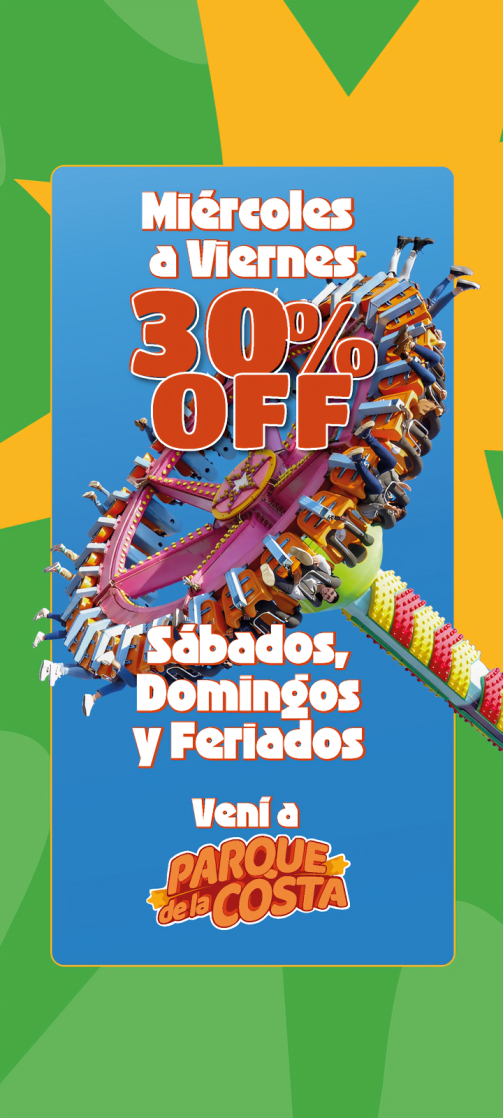 Miércoles
a Viernes
30%
OFF
Sábados,
Domingos
y Feriados
Vení a
PARQUE
de la COSTA